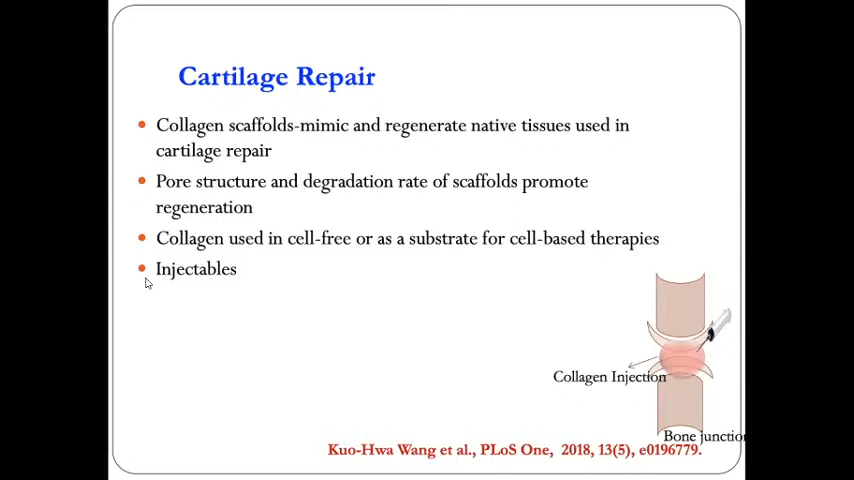 Cartilage Repair
Collagen scaffolds-mimic and regenerate native tissues used in
cartilage repair
Pore structure and degradation rate of scaffolds promote
regeneration
Collagen used in cell-free or as a substrate for cell-based therapies
Injectables
Collagen Injection
Bone junction
Kuo-Hwa Wang et al., PLoS One, 2018, 13(5), e0196779.